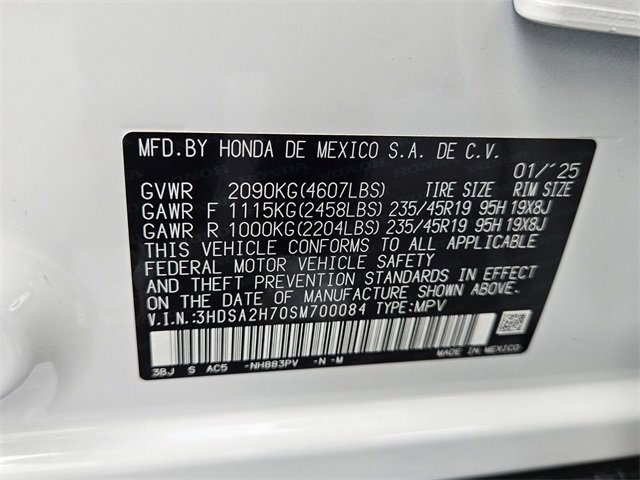 MFD.BY HONDA DE MEXICO S.A. DE C.V.
01/'25
GVWR 2090KG(4607LBS) TIRE SIZE RIM SIZE
GAWR F 1115KG(2458LBS) 235/45R19 95H 19X8J
GAWR R 1000KG(2204LBS) 235/45R19 95H 19X8J
THIS VEHICLE CONFORMS TO ALL APPLICABLE
FEDERAL MOTOR VEHICLE SAFETY
AND THEFT PREVENTION STANDARDS IN EFFECT
ON THE DATE OF MANUFACTURE SHOWN ABOVE.
V.I.N.:3HDSA2H70SM700084 TYPE:MPV
3BJ S AC5 -NH883PV -N -M MADE IN MEXICO